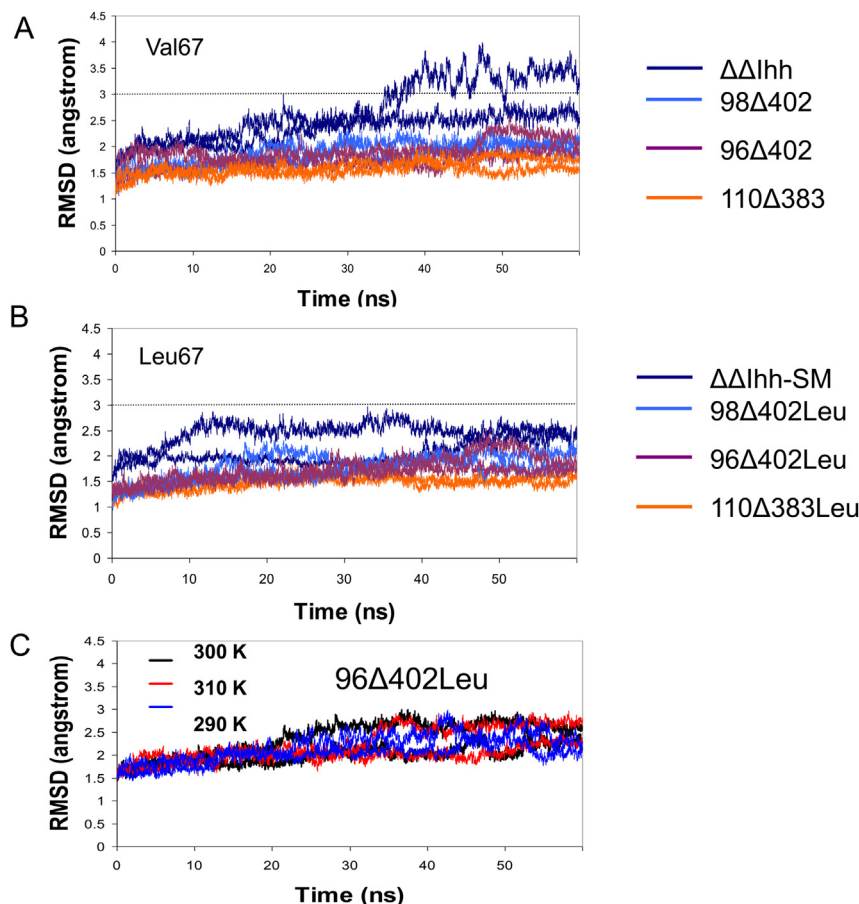 A
Val67
RMSD (angstrom)
4.5
4
3.5
3
2.5
2
1.5
1
0.5
0
0 10 20 30 40 50
Time (ns)
ΔΔIhh
98Δ402
96Δ402
110Δ383
B
Leu67
RMSD (angstrom)
4.5
4
3.5
3
2.5
2
1.5
1
0.5
0
0 10 20 30 40 50
Time (ns)
ΔΔIhh-SM
98Δ402Leu
96Δ402Leu
110Δ383Leu
C
300 K
310 K
290 K
96Δ402Leu
RMSD (angstrom)
4.5
4
3.5
3
2.5
2
1.5
1
0.5
0
0 10 20 30 40 50
Time (ns)